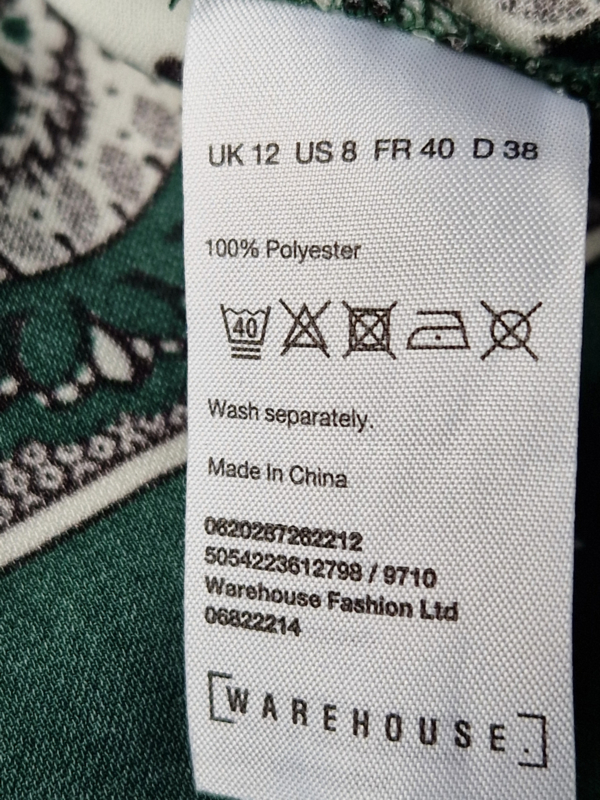 UK 12 US 8 FR 40 D 38
100% Polyester
40
Wash separately.
Made In China
0620287262212
5054223612798 / 9710
Warehouse Fashion Ltd
06822214
[WAREHOUSE.]